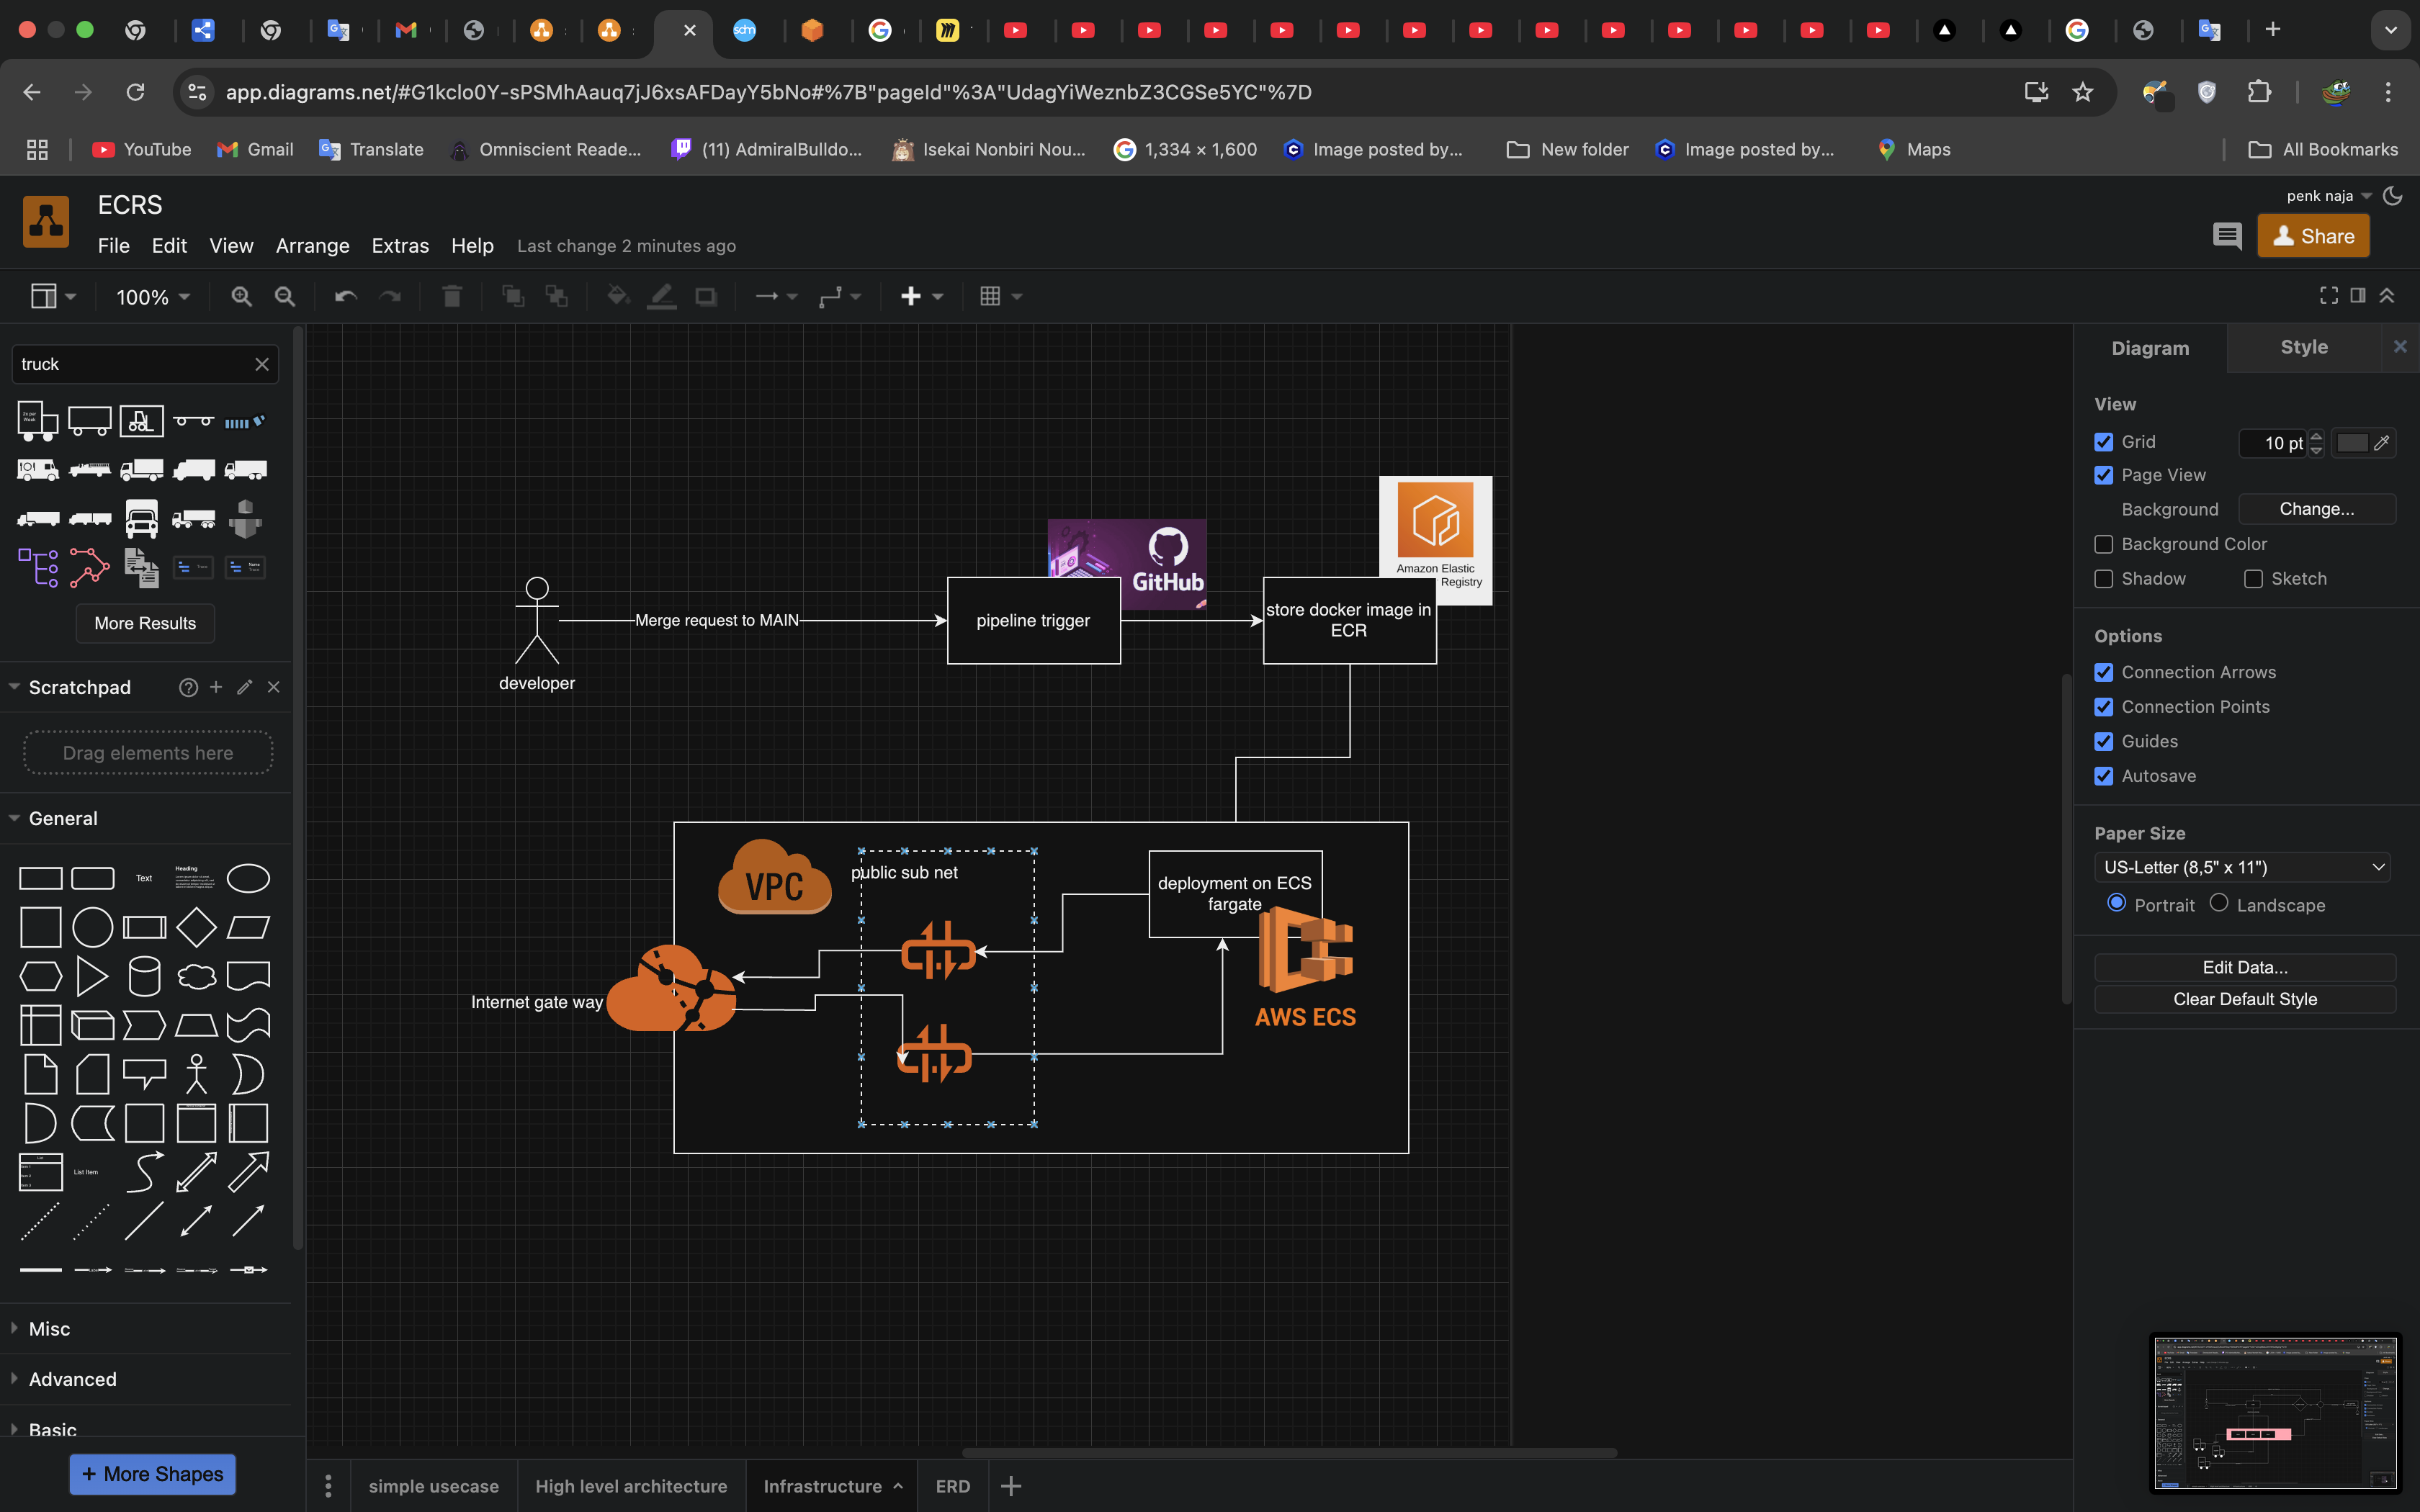 app.diagrams.net/#G1kclo0Y-sPSMhAauq7jJ6xsAFDayY5bNo#%7B"pageId"%3A"UdagYiWeznbZ3CGSe5YC"%7D
YouTube
Gmail
Translate
Omniscient Reade...
(11) AdmiralBulldo...
Isekai Nonbiri Nou...
1,334 × 1,600
Image posted by...
New folder
Image posted by...
Maps
All Bookmarks
ECRS
penk naja
File Edit View Arrange Extras Help Last change 2 minutes ago
Share
100%
truck
More Results
Scratchpad
Drag elements here
General
Text
Heading
List
List Item
Misc
Advanced
Basic
+ More Shapes
GitHub
Amazon Elastic
Registry
developer
Merge request to MAIN
pipeline trigger
store docker image in
ECR
VPC
public sub net
deployment on ECS
fargate
AWS ECS
Internet gate way
Diagram
Style
View
Grid
10 pt
Page View
Background
Change...
Background Color
Shadow
Sketch
Options
Connection Arrows
Connection Points
Guides
Autosave
Paper Size
US-Letter (8,5" x 11")
Portrait
Landscape
Edit Data...
Clear Default Style
simple usecase
High level architecture
Infrastructure
ERD